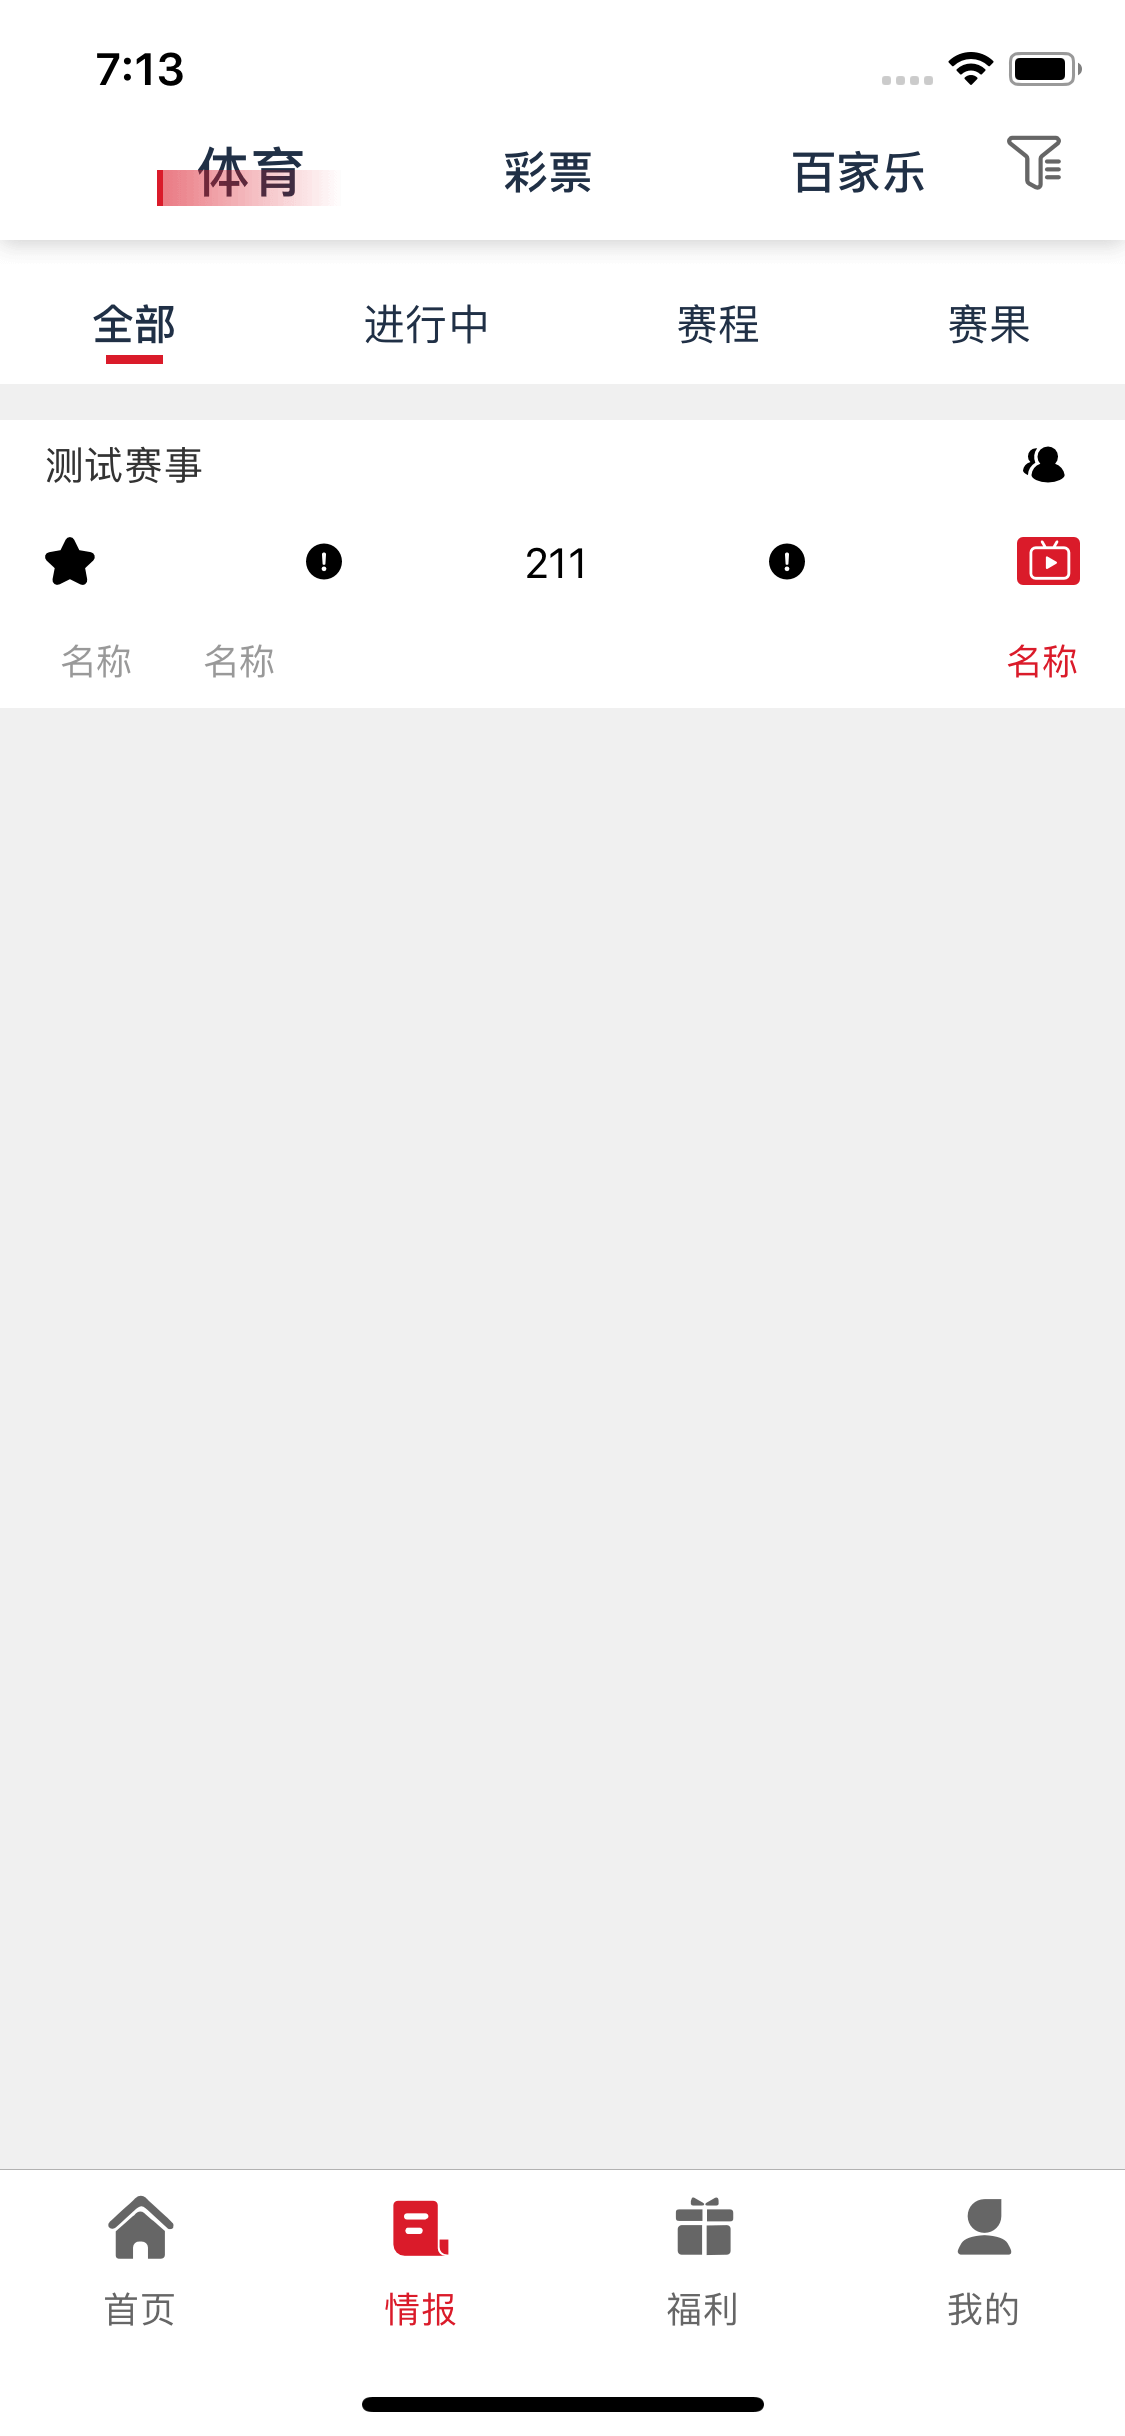 7:13
体育 彩票 百家乐
全部 进行中 赛程 赛果
测试赛事
211
名称 名称 名称
首页 情报 福利 我的